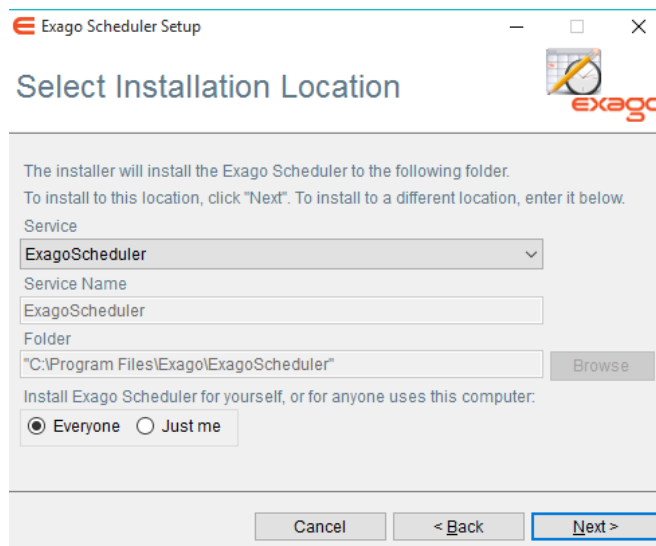 Exago Scheduler Setup
Select Installation Location
exago
The installer will install the Exago Scheduler to the following folder.
To install to this location, click "Next". To install to a different location, enter it below.
Service
ExagoScheduler
Service Name
ExagoScheduler
Folder
"C:\Program Files\Exago\ExagoScheduler"
Browse
Install Exago Scheduler for yourself, or for anyone uses this computer:
Everyone Just me
Cancel < Back Next >